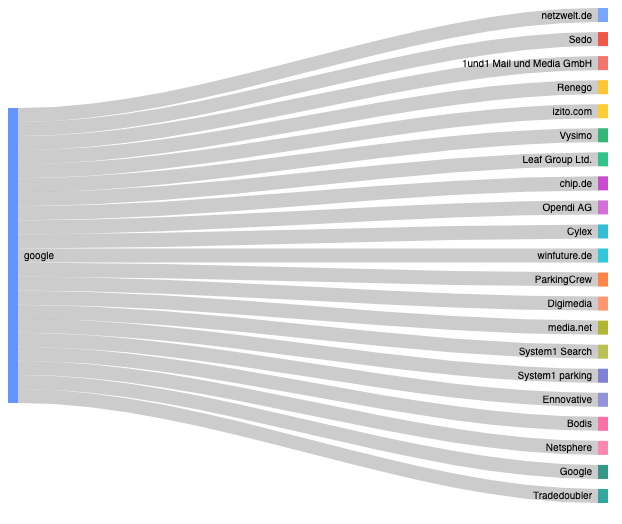 netzwelt.de
Sedo
1und1 Mail und Media GmbH
Renego
izito.com
Vysimo
Leaf Group Ltd.
chip.de
Opendi AG
Cylex
google
winfuture.de
ParkingCrew
Digimedia
media.net
System1 Search
System1 parking
Ennovative
Bodis
Netsphere
Google
Tradedoubler